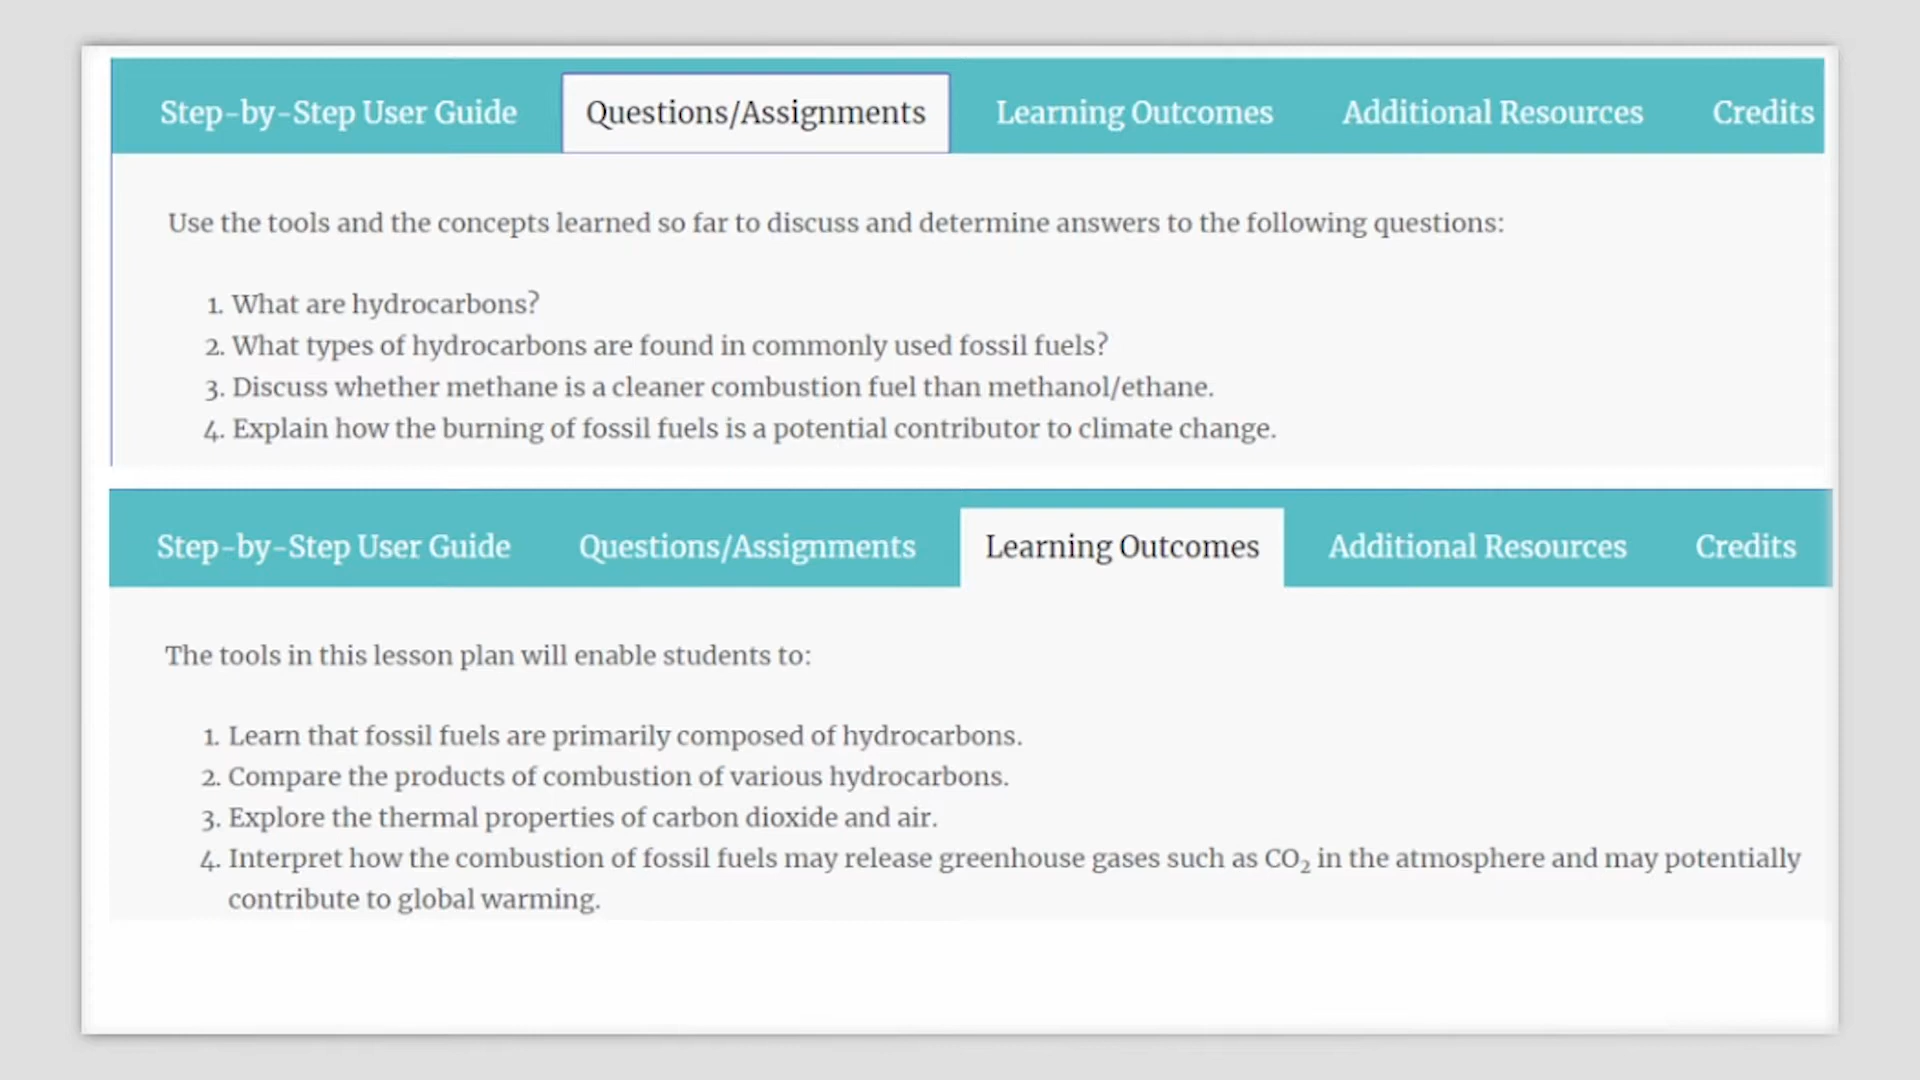 Step-by-Step User Guide Questions/Assignments Learning Outcomes Additional Resources Credits
Use the tools and the concepts learned so far to discuss and determine answers to the following questions:
1. What are hydrocarbons?
2. What types of hydrocarbons are found in commonly used fossil fuels?
3. Discuss whether methane is a cleaner combustion fuel than methanol/ethane.
4. Explain how the burning of fossil fuels is a potential contributor to climate change.
Step-by-Step User Guide Questions/Assignments Learning Outcomes Additional Resources Credits
The tools in this lesson plan will enable students to:
1. Learn that fossil fuels are primarily composed of hydrocarbons.
2. Compare the products of combustion of various hydrocarbons.
3. Explore the thermal properties of carbon dioxide and air.
4. Interpret how the combustion of fossil fuels may release greenhouse gases such as CO₂ in the atmosphere and may potentially
contribute to global warming.